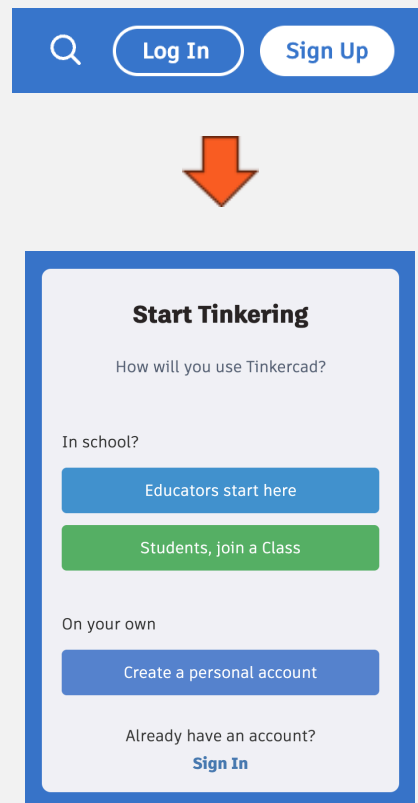 Log In
Sign Up
Start Tinkering
How will you use Tinkercad?
In school?
Educators start here
Students, join a Class
On your own
Create a personal account
Already have an account?
Sign In